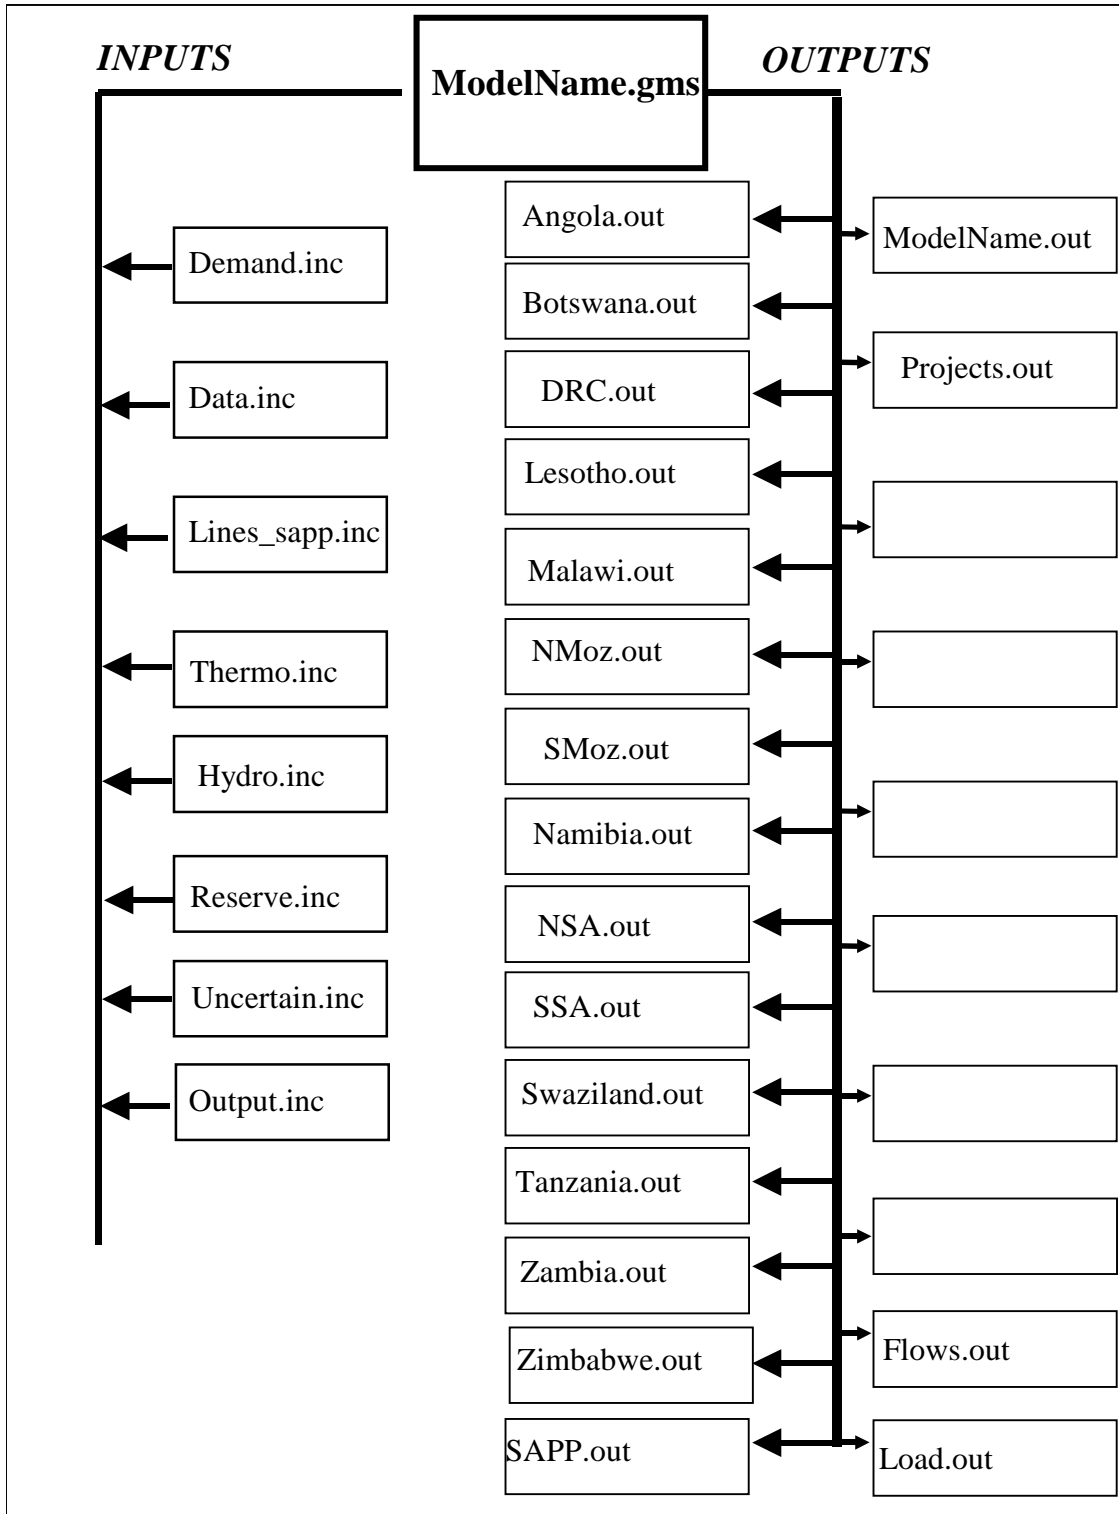 INPUTS
ModelName.gms
OUTPUTS
Demand.inc
Data.inc
Lines_sapp.inc
Thermo.inc
Hydro.inc
Reserve.inc
Uncertain.inc
Output.inc
Angola.out
Botswana.out
DRC.out
Lesotho.out
Malawi.out
NMoz.out
SMoz.out
Namibia.out
NSA.out
SSA.out
Swaziland.out
Tanzania.out
Zambia.out
Zimbabwe.out
SAPP.out
ModelName.out
Projects.out
Flows.out
Load.out